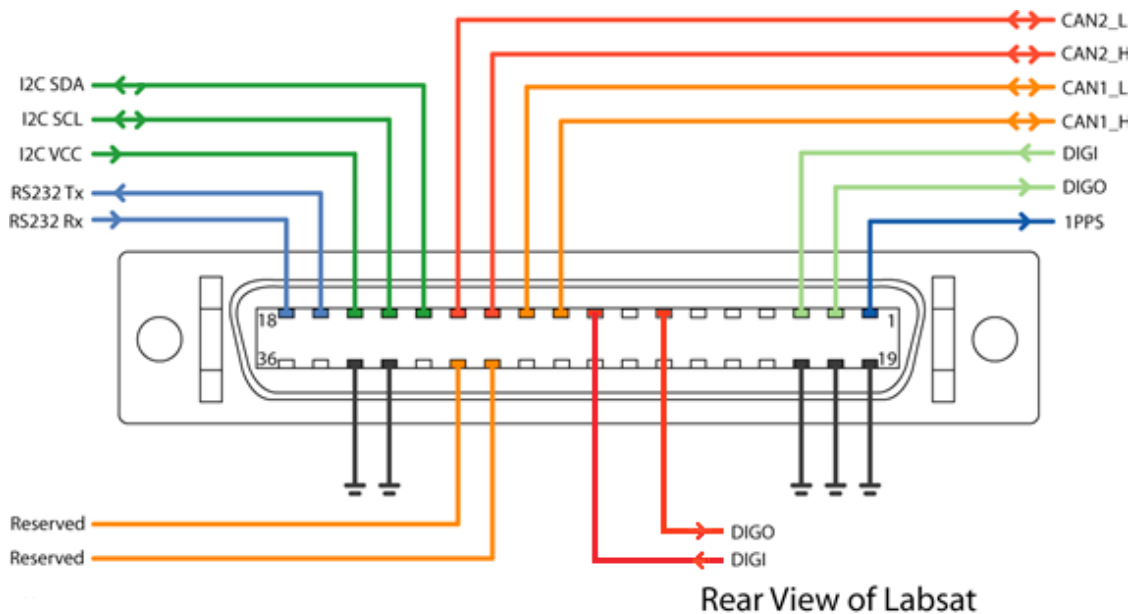 CAN2_L
CAN2_H
I2C SDA
CAN1_L
I2C SCL
CAN1_H
I2C VCC
DIGI
RS232 Tx
DIGO
RS232 Rx
1PPS
18
1
36
19
Reserved
DIGO
Reserved
DIGI
Rear View of Labsat